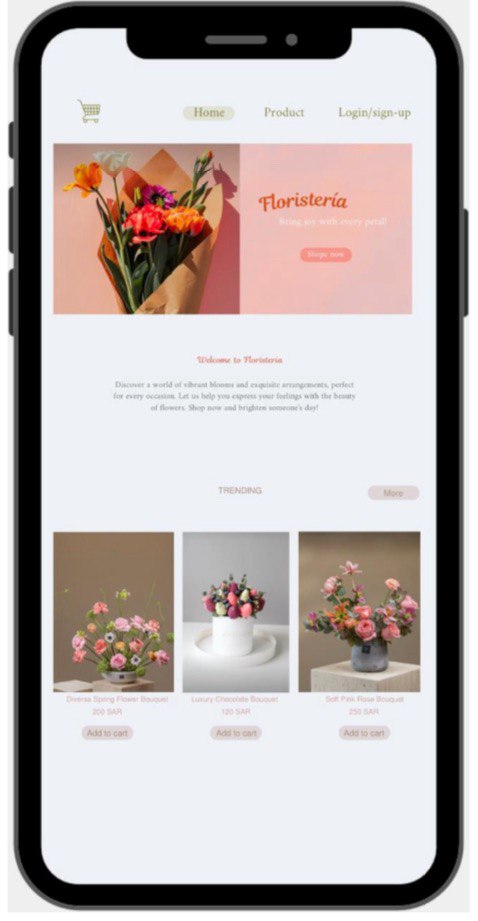 Home Product Login/sign-up
Floristería
Bring joy with every petal!
Shope now
Welcome to Floristeria
Discover a world of vibrant blooms and exquisite arrangements, perfect
for every occasion. Let us help you express your feelings with the beauty
of flowers. Shop now and brighten someone's day!
TRENDING
More
Diverse Spring Flower Bouquet
200 SAR
Add to cart
Luxury Chocolate Bouquet
120 SAR
Add to cart
Soft Pink Rose Bouquet
250 SAR
Add to cart